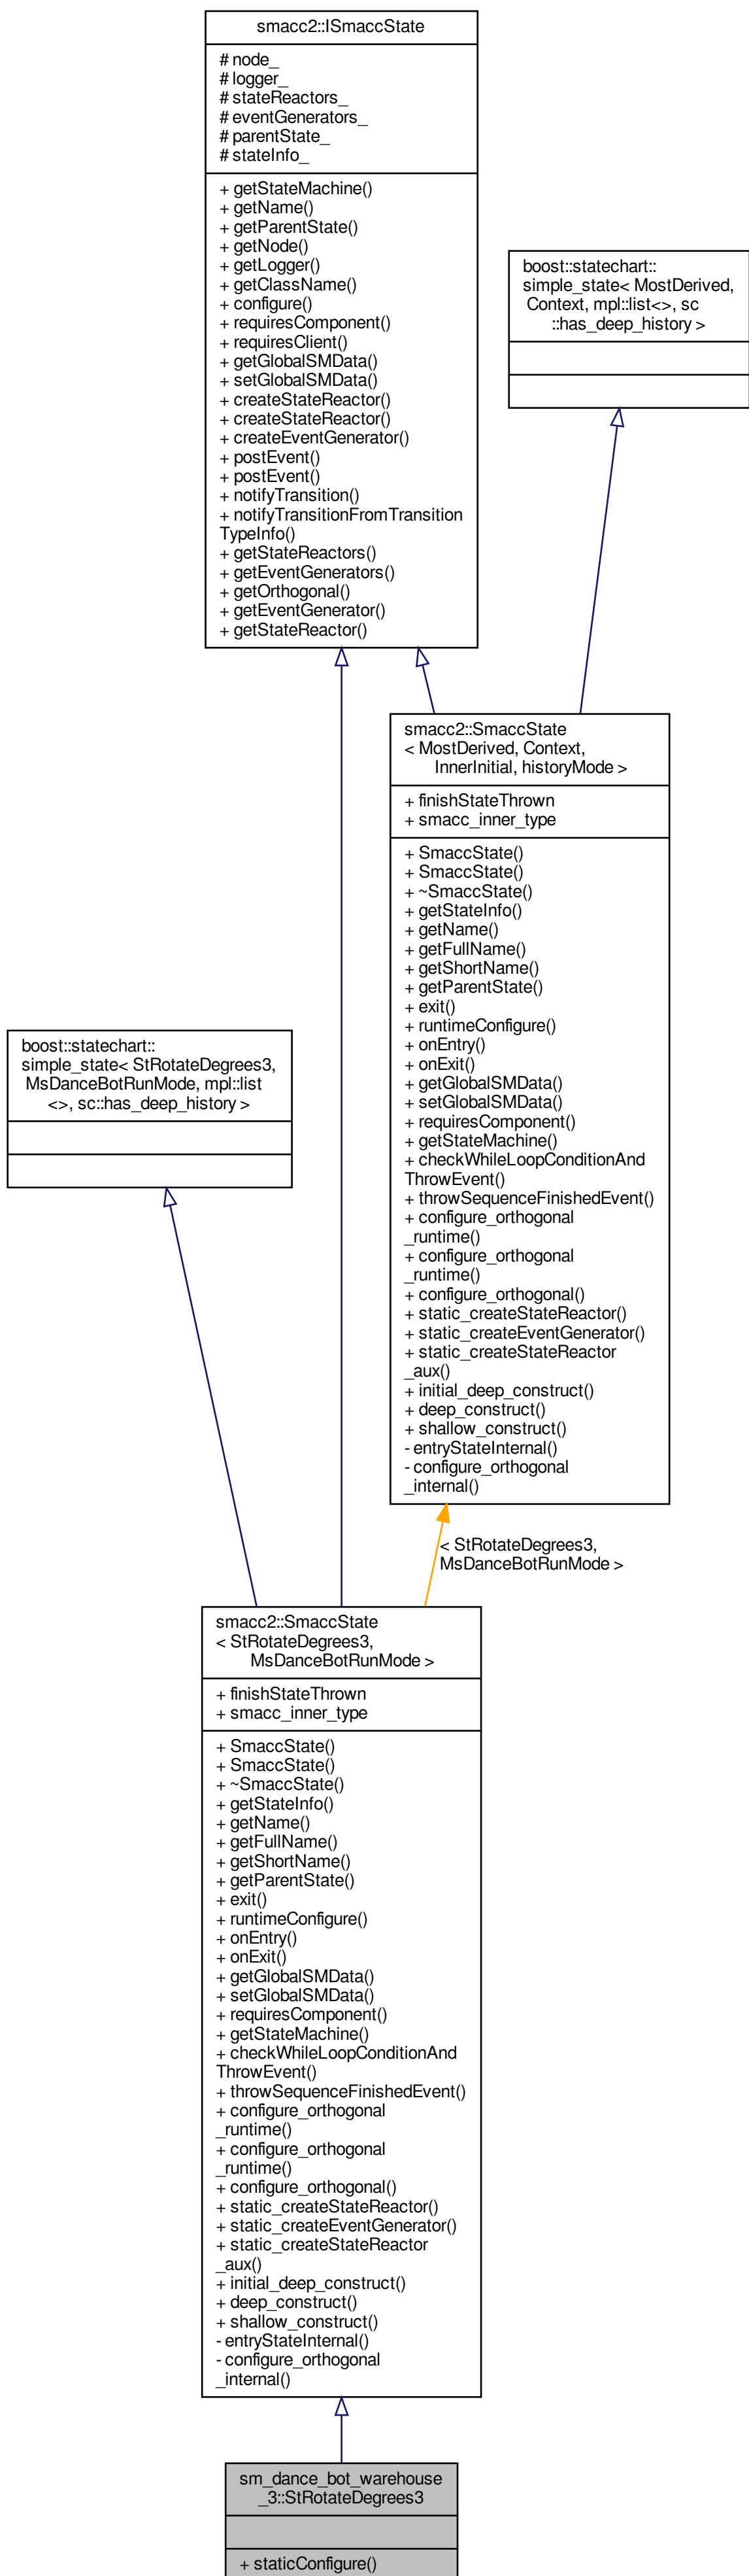 smacc2::ISmaccState
# node_
# logger_
# stateReactors_
# eventGenerators_
# parentState_
# stateInfo_
+ getStateMachine()
+ getName()
+ getParentState()
+ getNode()
+ getLogger()
+ getClassName()
+ configure()
+ requiresComponent()
+ requiresClient()
+ getGlobalSMData()
+ setGlobalSMData()
+ createStateReactor()
+ createStateReactor()
+ createEventGenerator()
+ postEvent()
+ postEvent()
+ notifyTransition()
+ notifyTransitionFromTransition
TypeInfo()
+ getStateReactors()
+ getEventGenerators()
+ getOrthogonal()
+ getEventGenerator()
+ getStateReactor()
boost::statechart::
simple_state< MostDerived,
Context, mpl::list<>, sc
::has_deep_history >
smacc2::SmaccState
< MostDerived, Context,
InnerInitial, historyMode >
+ finishStateThrown
+ smacc_inner_type
+ SmaccState()
+ SmaccState()
+ ~SmaccState()
+ getStateInfo()
+ getName()
+ getFullName()
+ getShortName()
+ getParentState()
+ exit()
+ runtimeConfigure()
+ onEntry()
+ onExit()
+ getGlobalSMData()
+ setGlobalSMData()
+ requiresComponent()
+ getStateMachine()
+ checkWhileLoopConditionAnd
ThrowEvent()
+ throwSequenceFinishedEvent()
+ configure_orthogonal
_runtime()
+ configure_orthogonal
_runtime()
+ configure_orthogonal()
+ static_createStateReactor()
+ static_createEventGenerator()
+ static_createStateReactor
_aux()
+ initial_deep_construct()
+ deep_construct()
+ shallow_construct()
- entryStateInternal()
- configure_orthogonal
_internal()
boost::statechart::
simple_state< StRotateDegrees3,
MsDanceBotRunMode, mpl::list
<>, sc::has_deep_history >
< StRotateDegrees3,
MsDanceBotRunMode >
smacc2::SmaccState
< StRotateDegrees3,
MsDanceBotRunMode >
+ finishStateThrown
+ smacc_inner_type
+ SmaccState()
+ SmaccState()
+ ~SmaccState()
+ getStateInfo()
+ getName()
+ getFullName()
+ getShortName()
+ getParentState()
+ exit()
+ runtimeConfigure()
+ onEntry()
+ onExit()
+ getGlobalSMData()
+ setGlobalSMData()
+ requiresComponent()
+ getStateMachine()
+ checkWhileLoopConditionAnd
ThrowEvent()
+ throwSequenceFinishedEvent()
+ configure_orthogonal
_runtime()
+ configure_orthogonal
_runtime()
+ configure_orthogonal()
+ static_createStateReactor()
+ static_createEventGenerator()
+ static_createStateReactor
_aux()
+ initial_deep_construct()
+ deep_construct()
+ shallow_construct()
- entryStateInternal()
- configure_orthogonal
_internal()
sm_dance_bot_warehouse
_3::StRotateDegrees3
+ staticConfigure()